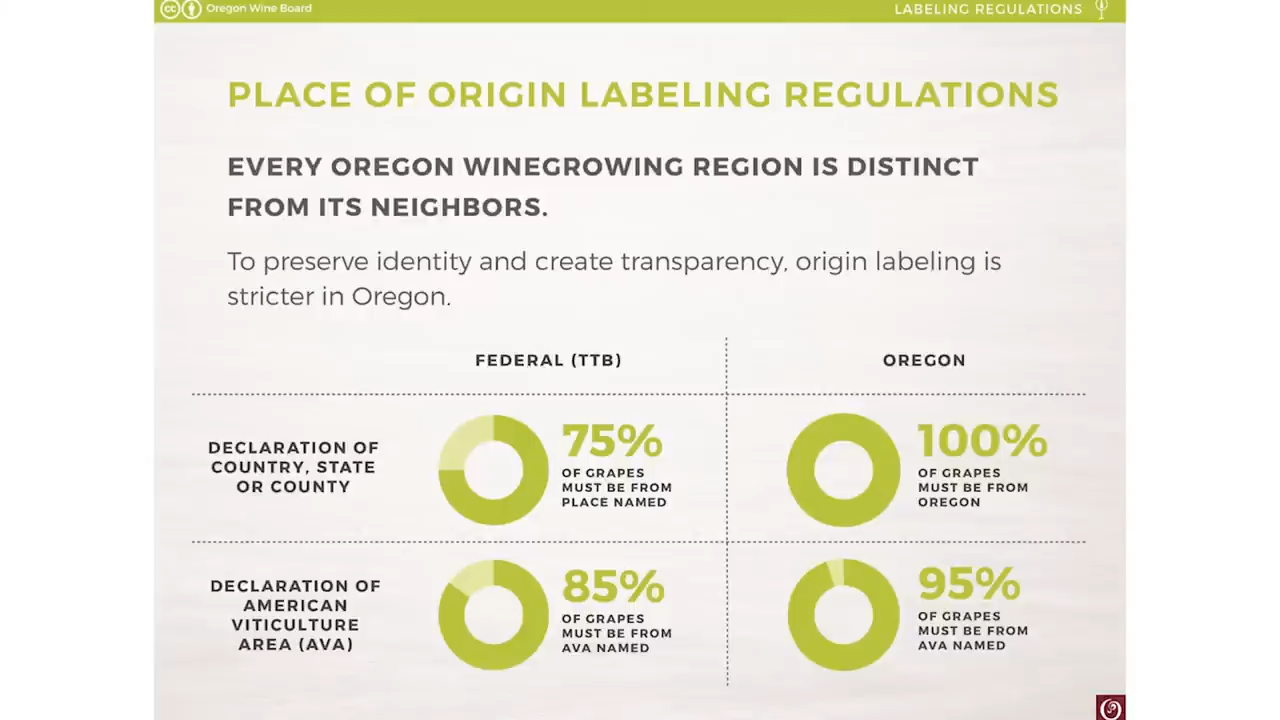 Oregon Wine Board
LABELING REGULATIONS
PLACE OF ORIGIN LABELING REGULATIONS
EVERY OREGON WINEGROWING REGION IS DISTINCT
FROM ITS NEIGHBORS.
To preserve identity and create transparency, origin labeling is
stricter in Oregon.
FEDERAL (TTB)
OREGON
DECLARATION OF
COUNTRY, STATE
OR COUNTY
75%
OF GRAPES
MUST BE FROM
PLACE NAMED
100%
OF GRAPES
MUST BE FROM
OREGON
DECLARATION OF
AMERICAN
VITICULTURE
AREA (AVA)
85%
OF GRAPES
MUST BE FROM
AVA NAMED
95%
OF GRAPES
MUST BE FROM
AVA NAMED